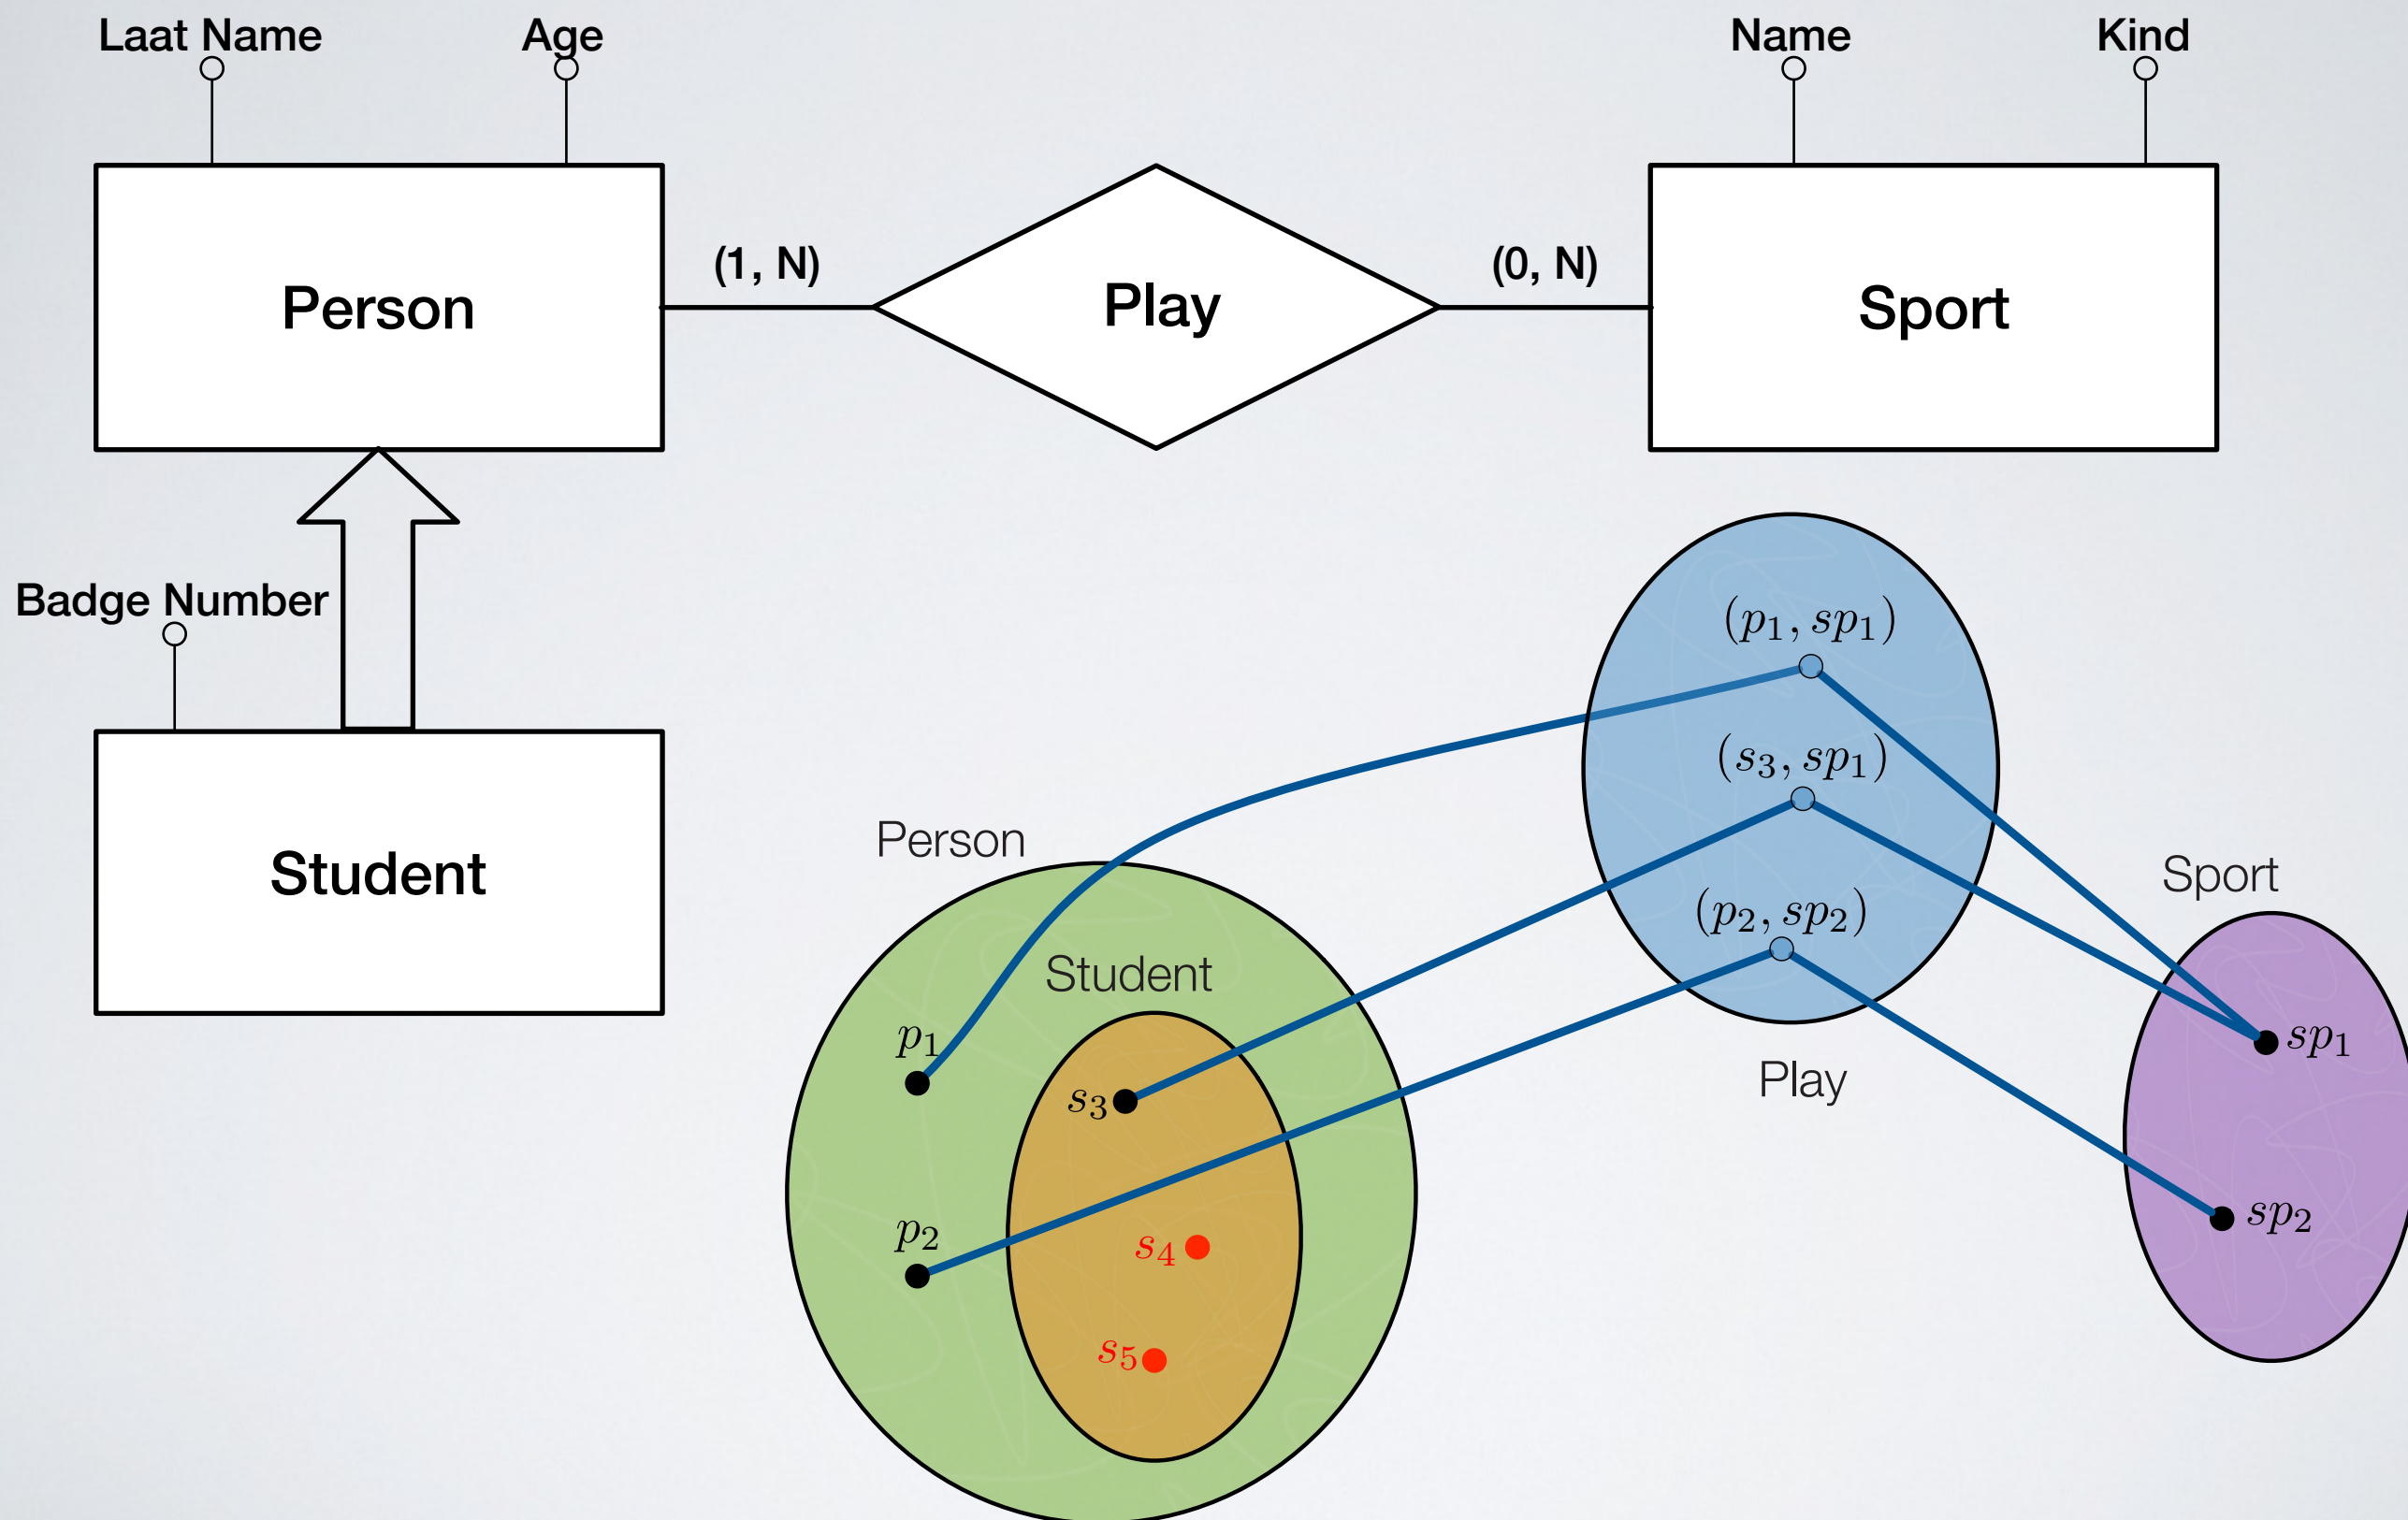 Laat Name
Age
Name
Kind
Person
(1, N)
Play
(0, N)
Sport
Badge Number
Student
(p₁, sp₁)
(s₃, sp₁)
(p₂, sp₂)
Person
Student
Sport
Play
p₁
s₃
sp₁
p₂
s₄
sp₂
s₅